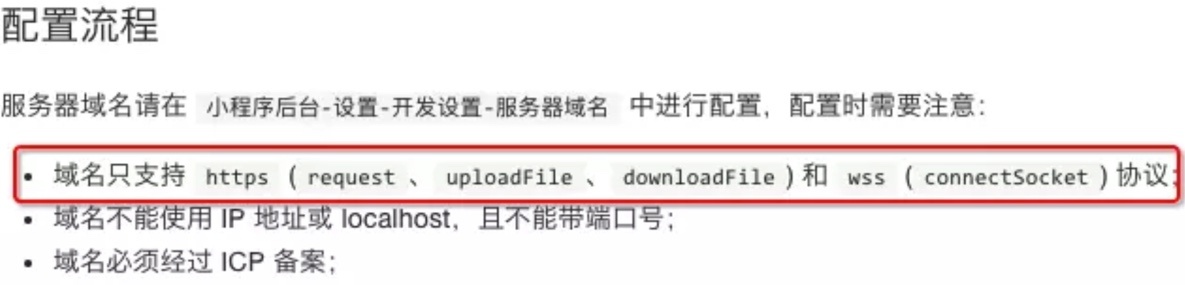 配置流程
服务器域名请在 小程序后台-设置-开发设置-服务器域名 中进行配置，配置时需要注意：
• 域名只支持 https (request、uploadFile、downloadFile)和 wss (connectSocket)协议;
• 域名不能使用 IP 地址或 localhost，且不能带端口号；
• 域名必须经过 ICP 备案；